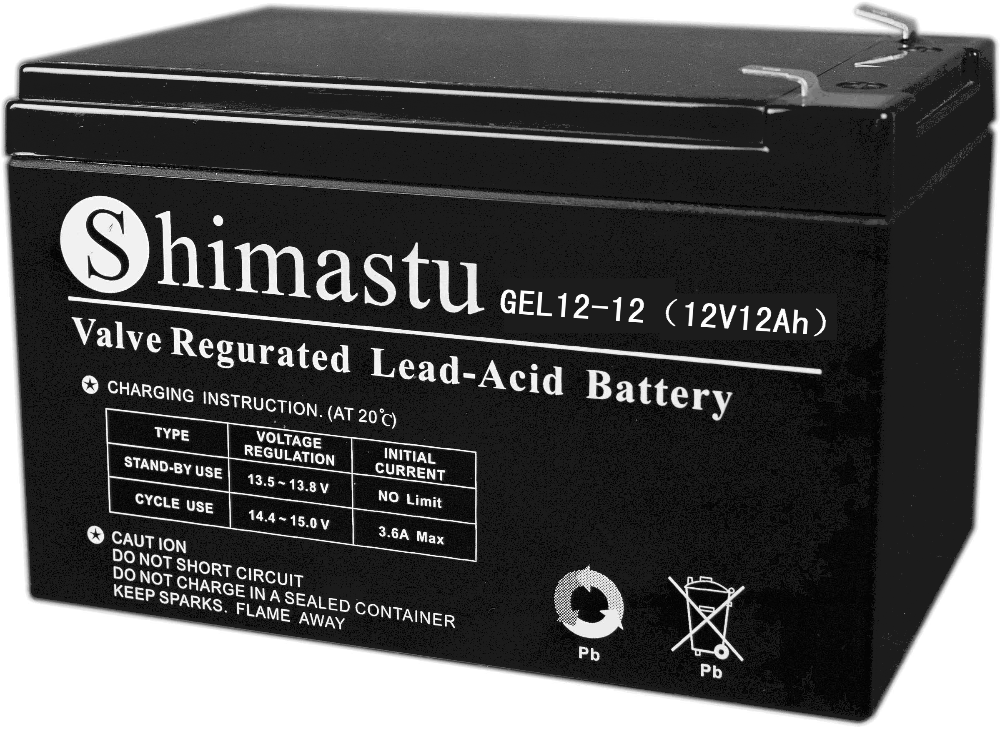 Shimastu GEL12-12（12V12Ah）
Valve Regurated Lead-Acid Battery
CHARGING INSTRUCTION. (AT 20℃)
TYPE VOLTAGE REGULATION INITIAL CURRENT
STAND-BY USE 13.5~13.8 V NO Limit
CYCLE USE 14.4~15.0 V 3.6A Max
CAUT ION
DO NOT SHORT CIRCUIT
DO NOT CHARGE IN A SEALED CONTAINER
KEEP SPARKS. FLAME AWAY
Pb
Pb